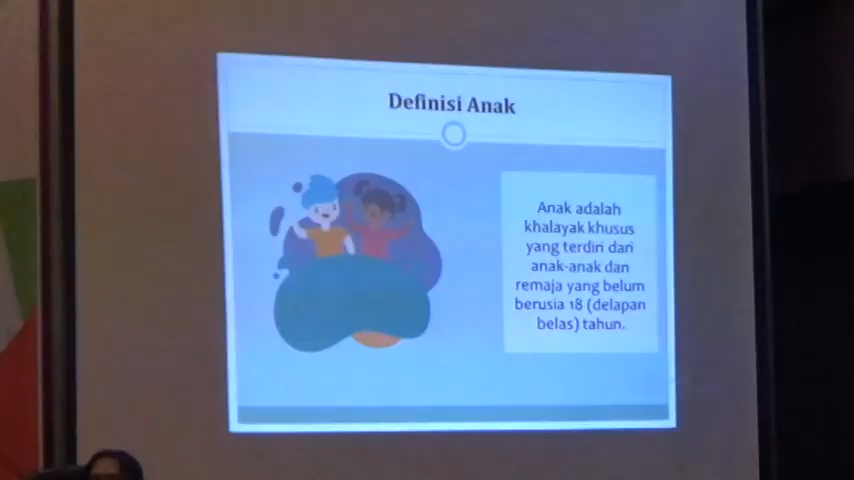 Definisi Anak
Anak adalah
khalayak khusus
yang terdiri dari
anak-anak dan
remaja yang belum
berusia 18 (delapan
belas) tahun.